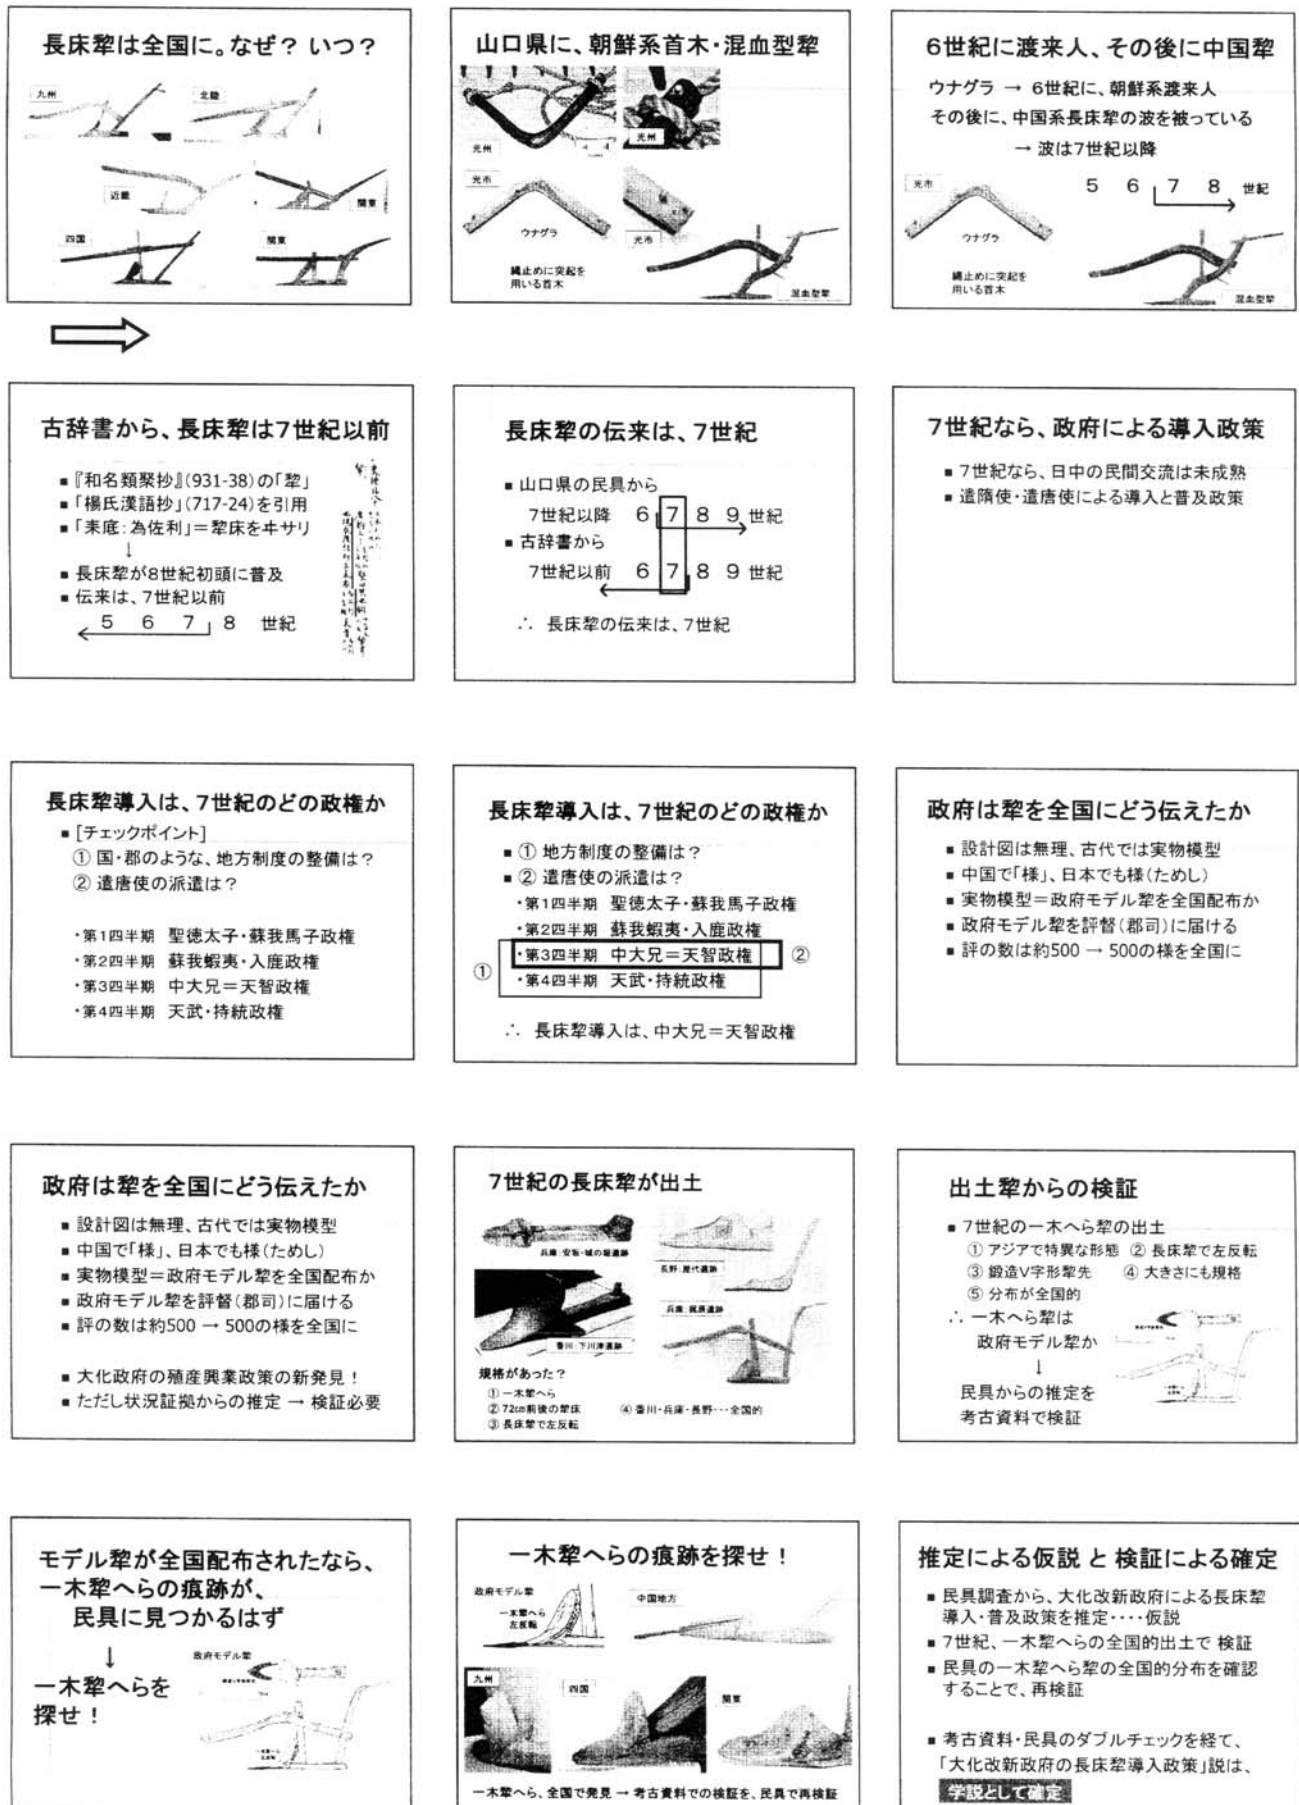 長床犂は全国に。なぜ？ いつ？
九州
北陸
近畿
関東
四国
関東
山口県に、朝鮮系首木・混血型犂
光州
光州
光市
ウナグラ
光市
縄止めに突起を
用いる首木
混血型犂
6世紀に渡来人、その後に中国犂
ウナグラ → 6世紀に、朝鮮系渡来人
その後に、中国系長床犂の波を被っている
→ 波は7世紀以降
光市
5 6 7 8 世紀
ウナグラ
縄止めに突起を
用いる首木
混血型犂
古辞書から、長床犂は7世紀以前
■『和名類聚抄』(931-38)の「犂」
■「楊氏漢語抄」(717-24)を引用
■「耒底：為佐利」＝犂床をヰサリ
↓
■ 長床犂が8世紀初頭に普及
■ 伝来は、7世紀以前
5 6 7 8 世紀
長床犂の伝来は、7世紀
■ 山口県の民具から
7世紀以降 6 7 8 9 世紀
■ 古辞書から
7世紀以前 6 7 8 9 世紀
∴ 長床犂の伝来は、7世紀
7世紀なら、政府による導入政策
■ 7世紀なら、日中の民間交流は未成熟
■ 遣隋使・遣唐使による導入と普及政策
長床犂導入は、7世紀のどの政権か
■ [チェックポイント]
① 国・郡のような、地方制度の整備は？
② 遣唐使の派遣は？
・第1四半期 聖徳太子・蘇我馬子政権
・第2四半期 蘇我蝦夷・入鹿政権
・第3四半期 中大兄＝天智政権
・第4四半期 天武・持統政権
長床犂導入は、7世紀のどの政権か
■ ① 地方制度の整備は？
■ ② 遣唐使の派遣は？
・第1四半期 聖徳太子・蘇我馬子政権
・第2四半期 蘇我蝦夷・入鹿政権
・第3四半期 中大兄＝天智政権 ②
①
・第4四半期 天武・持統政権
∴ 長床犂導入は、中大兄＝天智政権
政府は犂を全国にどう伝えたか
■ 設計図は無理、古代では実物模型
■ 中国で「様」、日本でも様(ためし)
■ 実物模型＝政府モデル犂を全国配布か
■ 政府モデル犂を評督(郡司)に届ける
■ 評の数は約500 → 500の様を全国に
政府は犂を全国にどう伝えたか
■ 設計図は無理、古代では実物模型
■ 中国で「様」、日本でも様(ためし)
■ 実物模型＝政府モデル犂を全国配布か
■ 政府モデル犂を評督(郡司)に届ける
■ 評の数は約500 → 500の様を全国に
■ 大化政府の殖産興業政策の新発見！
■ ただし状況証拠からの推定 → 検証必要
7世紀の長床犂が出土
兵庫：安坂・城の堀遺跡
長野：屋代遺跡
兵庫：梶原遺跡
香川：下川津遺跡
規格があった？
① 一木犂へら
② 72㎝前後の犂床
③ 長床犂で左反転
④ 香川・兵庫・長野･･･全国的
出土犂からの検証
■ 7世紀の一木へら犂の出土
① アジアで特異な形態 ② 長床犂で左反転
③ 鍛造V字形犂先 ④ 大きさにも規格
⑤ 分布が全国的
∴ 一木へら犂は
政府モデル犂か
↓
民具からの推定を
考古資料で検証
モデル犂が全国配布されたなら、
一木犂へらの痕跡が、
民具に見つかるはず
↓
一木犂へらを
探せ！
政府モデル犂
一木犂へらの痕跡を探せ！
政府モデル犂
一木犂へら
左反転
中国地方
九州
四国
関東
一木犂へら、全国で発見 → 考古資料での検証を、民具で再検証
推定による仮説 と 検証による確定
■ 民具調査から、大化改新政府による長床犂
導入・普及政策を推定････仮説
■ 7世紀、一木犂へらの全国的出土で 検証
■ 民具の一木犂へら犂の全国的分布を確認
することで、再検証
■ 考古資料・民具のダブルチェックを経て、
「大化改新政府の長床犂導入政策」説は、
学説として確定